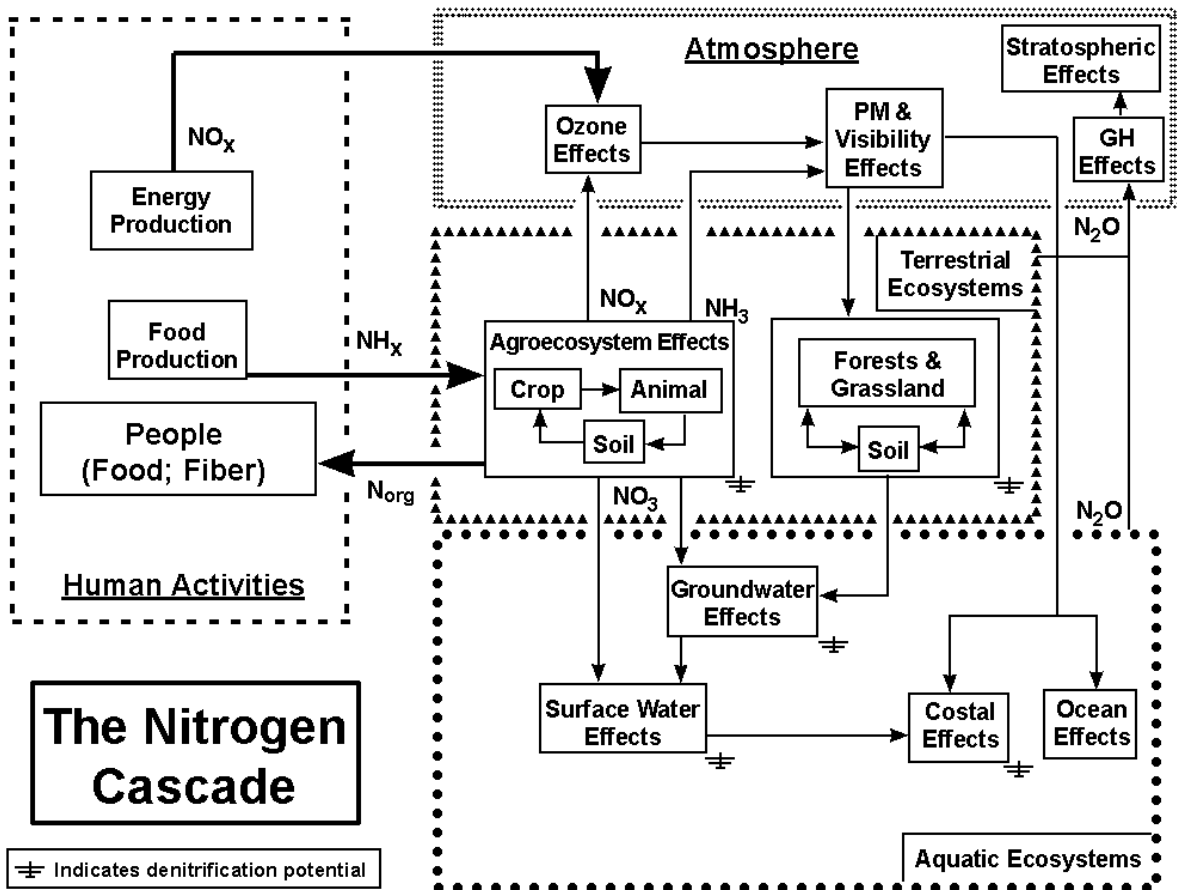 Atmosphere
Stratospheric
Effects
Ozone
Effects
PM &
Visibility
Effects
GH
Effects
NOx
Energy
Production
N2O
Terrestrial
Ecosystems
NOx
NH3
Food
Production
NHx
Agroecosystem Effects
Crop
Animal
Soil
Forests &
Grassland
Soil
People
(Food; Fiber)
Norg
NO3
N2O
Human Activities
Groundwater
Effects
Surface Water
Effects
Costal
Effects
Ocean
Effects
The Nitrogen
Cascade
Aquatic Ecosystems
Indicates denitrification potential